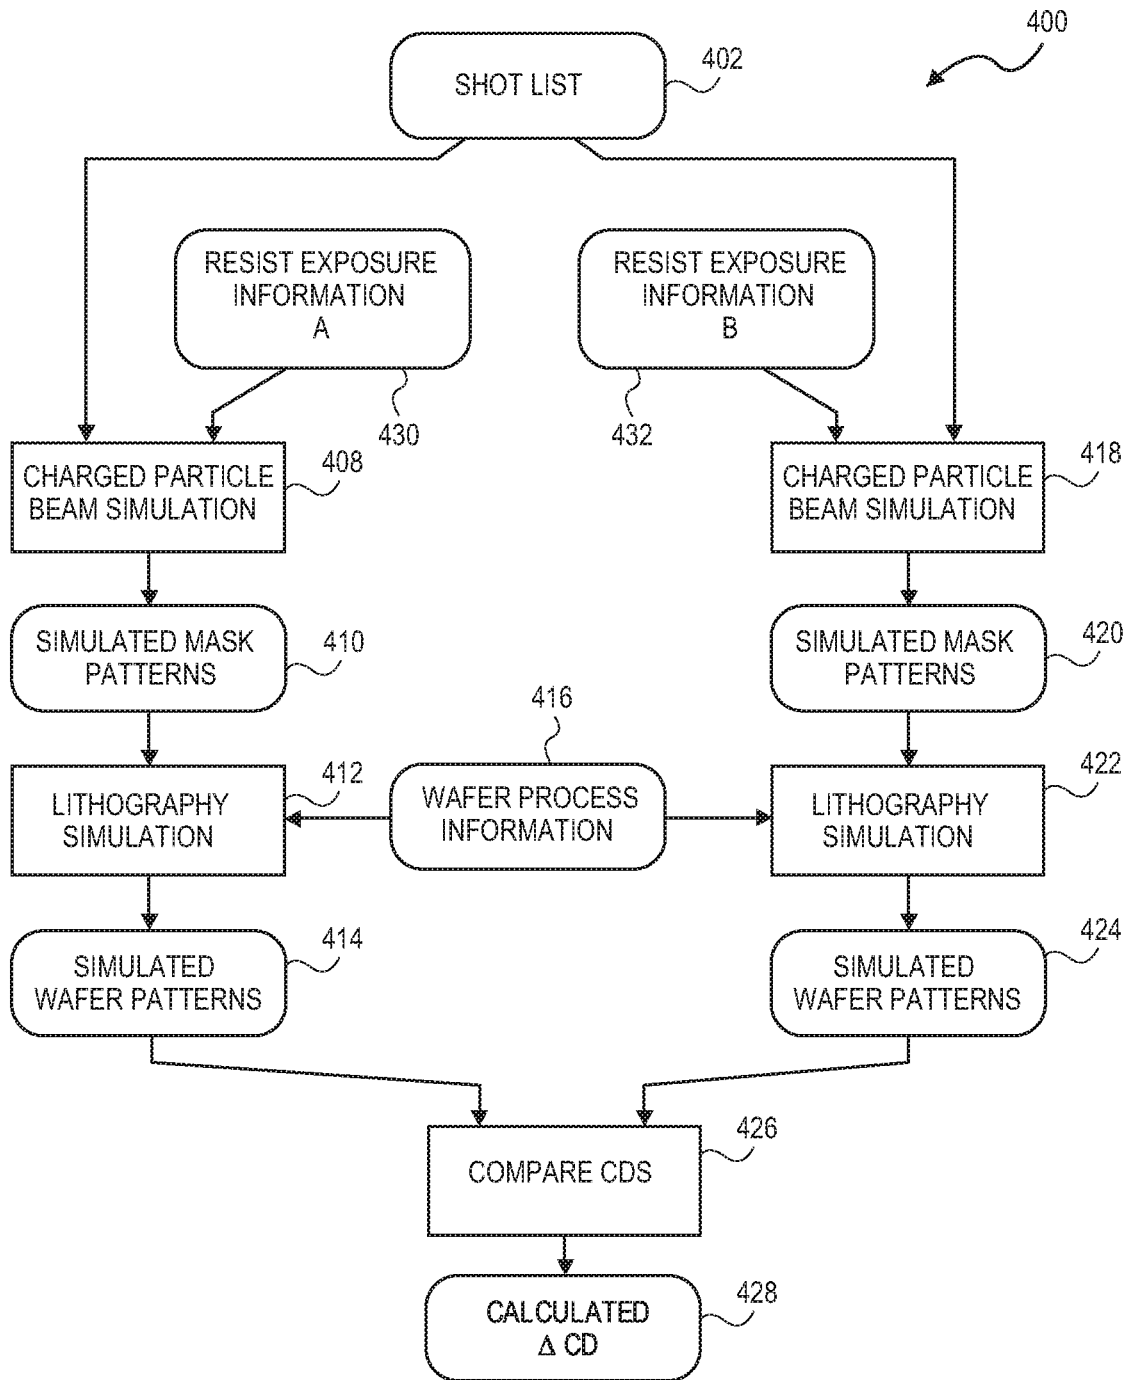 400
SHOT LIST
402
RESIST EXPOSURE
INFORMATION
A
430
RESIST EXPOSURE
INFORMATION
B
432
CHARGED PARTICLE
BEAM SIMULATION
408
CHARGED PARTICLE
BEAM SIMULATION
418
SIMULATED MASK
PATTERNS
410
SIMULATED MASK
PATTERNS
420
416
LITHOGRAPHY
SIMULATION
412
WAFER PROCESS
INFORMATION
LITHOGRAPHY
SIMULATION
422
SIMULATED
WAFER PATTERNS
414
SIMULATED
WAFER PATTERNS
424
COMPARE CDS
426
CALCULATED
Δ CD
428